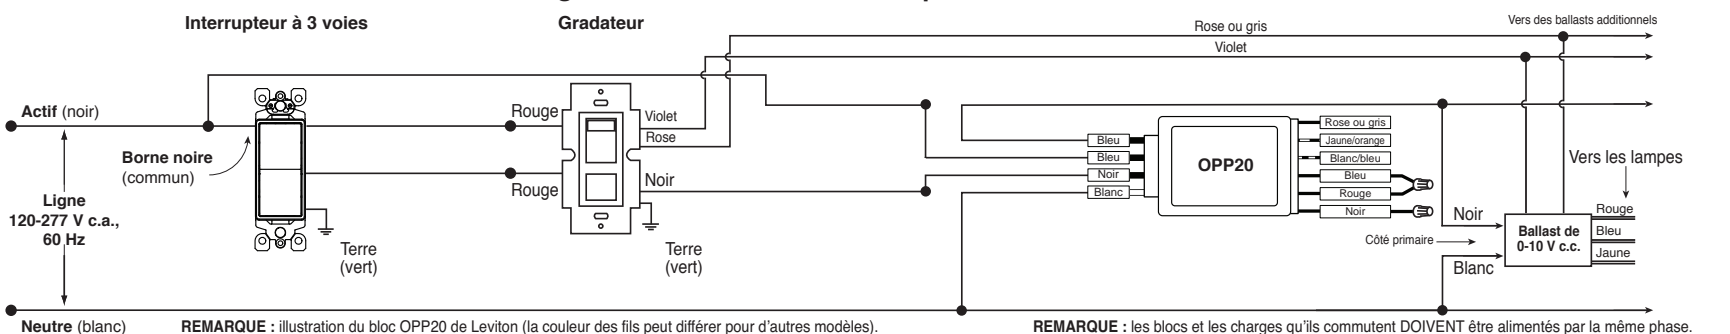 Interrupteur à 3 voies
Gradateur
Rose ou gris
Vers des ballasts additionnels
Violet
Actif (noir)
Rouge
Violet
Rose
Borne noire
(commun)
Ligne
120-277 V c.a.,
60 Hz
Rouge
Noir
Terre
(vert)
Terre
(vert)
Bleu
Bleu
Noir
Blanc
OPP20
Rose ou gris
Jaune/orange
Blanc/bleu
Bleu
Rouge
Noir
Vers les lampes
Noir
Côté primaire
Blanc
Ballast de
0-10 V c.c.
Rouge
Bleu
Jaune
Neutre (blanc)
REMARQUE : illustration du bloc OPP20 de Leviton (la couleur des fils peut différer pour d'autres modèles).
REMARQUE : les blocs et les charges qu'ils commutent DOIVENT être alimentés par la même phase.